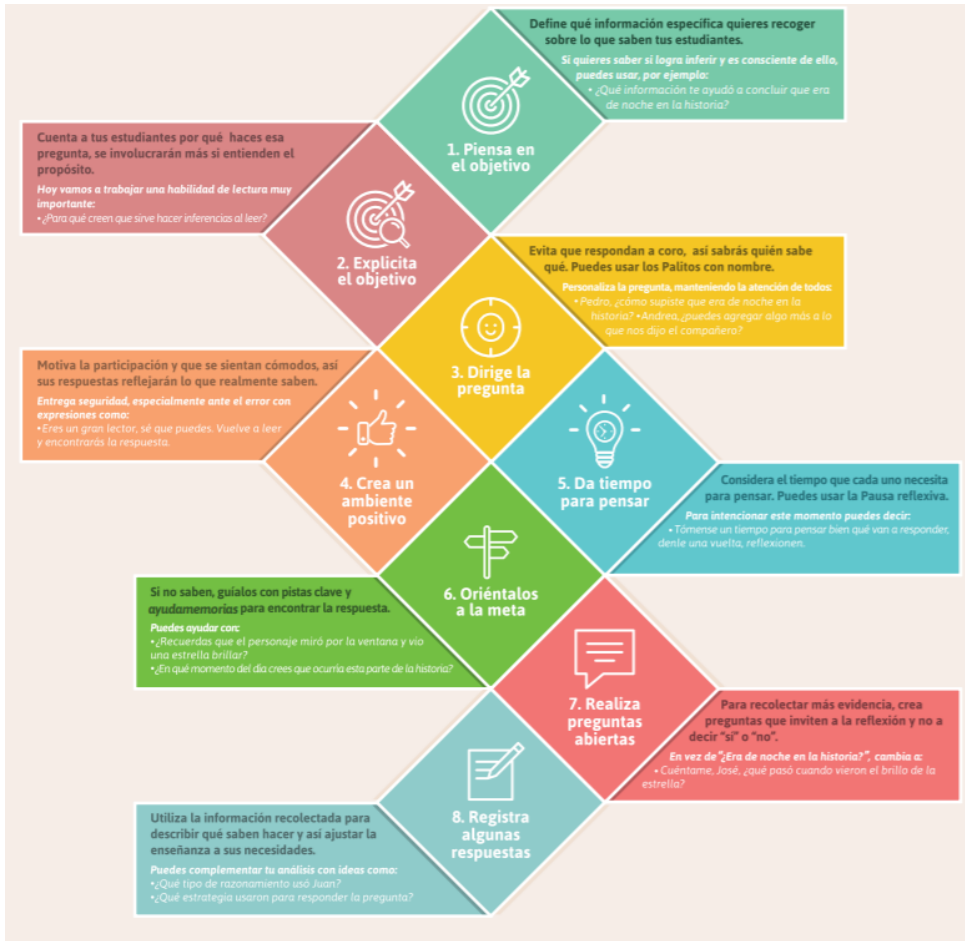 Define qué información específica quieres recoger
sobre lo que saben tus estudiantes.
Si quieres saber si logra inferir y es consciente de ello,
puedes usar, por ejemplo:
• ¿Qué información te ayudó a concluir que era
de noche en la historia?
1. Piensa en
el objetivo
Cuenta a tus estudiantes por qué haces esa
pregunta, se involucrarán más si entienden el
propósito.
Hoy vamos a trabajar una habilidad de lectura muy
importante:
• ¿Para qué creen que sirve hacer inferencias al leer?
2. Explicita
el objetivo
Evita que respondan a coro, así sabrás quién sabe
qué. Puedes usar los Palitos con nombre.
Personaliza la pregunta, manteniendo la atención de todos:
• Pedro, ¿cómo supiste que era de noche en la
historia? • Andrea, ¿puedes agregar algo más a lo
que nos dijo el compañero?
3. Dirige la
pregunta
Motiva la participación y que se sientan cómodos, así
sus respuestas reflejarán lo que realmente saben.
Entrega seguridad, especialmente ante el error con
expresiones como:
• Eres un gran lector, sé que puedes. Vuelve a leer
y encontrarás la respuesta.
4. Crea un
ambiente
positivo
5. Da tiempo
para pensar
Considera el tiempo que cada uno necesita
para pensar. Puedes usar la Pausa reflexiva.
Para intencionar este momento puedes decir:
• Tómense un tiempo para pensar bien qué van a responder,
denle una vuelta, reflexionen.
6. Oriéntalos
a la meta
Si no saben, guíalos con pistas clave y
ayudamemorias para encontrar la respuesta.
Puedes ayudar con:
• ¿Recuerdas que el personaje miró por la ventana y vio
una estrella brillar?
• ¿En qué momento del día crees que ocurría esta parte de la historia?
7. Realiza
preguntas
abiertas
Para recolectar más evidencia, crea
preguntas que inviten a la reflexión y no a
decir "sí" o "no".
En vez de "¿Era de noche en la historia?", cambia a:
• Cuéntame, José, ¿qué pasó cuando vieron el brillo de la
estrella?
8. Registra
algunas
respuestas
Utiliza la información recolectada para
describir qué saben hacer y así ajustar la
enseñanza a sus necesidades.
Puedes complementar tu análisis con ideas como:
• ¿Qué tipo de razonamiento usó Juan?
• ¿Qué estrategia usaron para responder la pregunta?